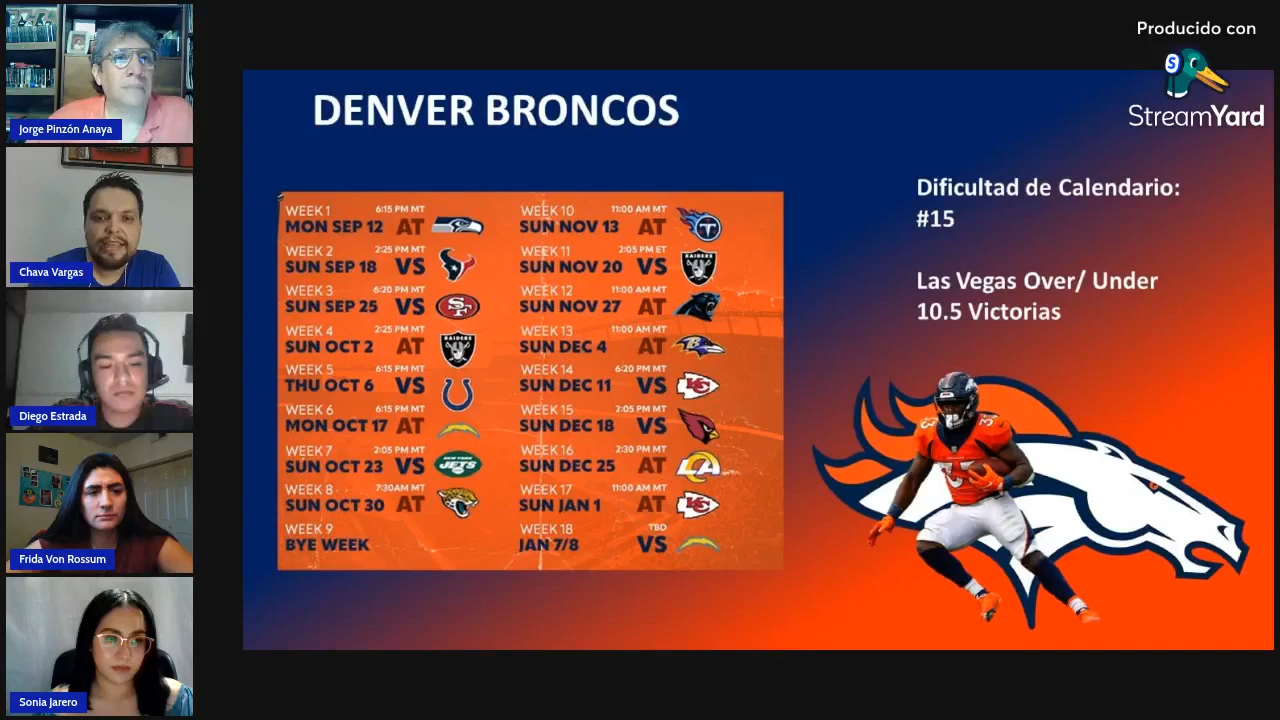 Producido con
StreamYard
Jorge Pinzón Anaya
Chava Vargas
Diego Estrada
Frida Von Rossum
Sonia Jarero
DENVER BRONCOS
WEEK 1 6:15 PM MT
MON SEP 12 AT
WEEK 2 2:25 PM MT
SUN SEP 18 VS
WEEK 3 6:20 PM MT
SUN SEP 25 VS
WEEK 4 2:25 PM MT
SUN OCT 2 AT
RAIDERS
WEEK 5 6:15 PM MT
THU OCT 6 VS
WEEK 6 6:15 PM MT
MON OCT 17 AT
WEEK 7 2:05 PM MT
SUN OCT 23 VS
NEW YORK
JETS
WEEK 8 7:30AM MT
SUN OCT 30 AT
WEEK 9
BYE WEEK
WEEK 10 11:00 AM MT
SUN NOV 13 AT
WEEK 11 2:05 PM ET
SUN NOV 20 VS
RAIDERS
WEEK 12 11:00 AM MT
SUN NOV 27 AT
WEEK 13 11:00 AM MT
SUN DEC 4 AT
WEEK 14 6:20 PM MT
SUN DEC 11 VS
KC
WEEK 15 2:05 PM MT
SUN DEC 18 VS
WEEK 16 2:30 PM MT
SUN DEC 25 AT
LA
WEEK 17 11:00 AM MT
SUN JAN 1 AT
KC
WEEK 18 TBD
JAN 7/8 VS
Dificultad de Calendario:
#15
Las Vegas Over/ Under
10.5 Victorias